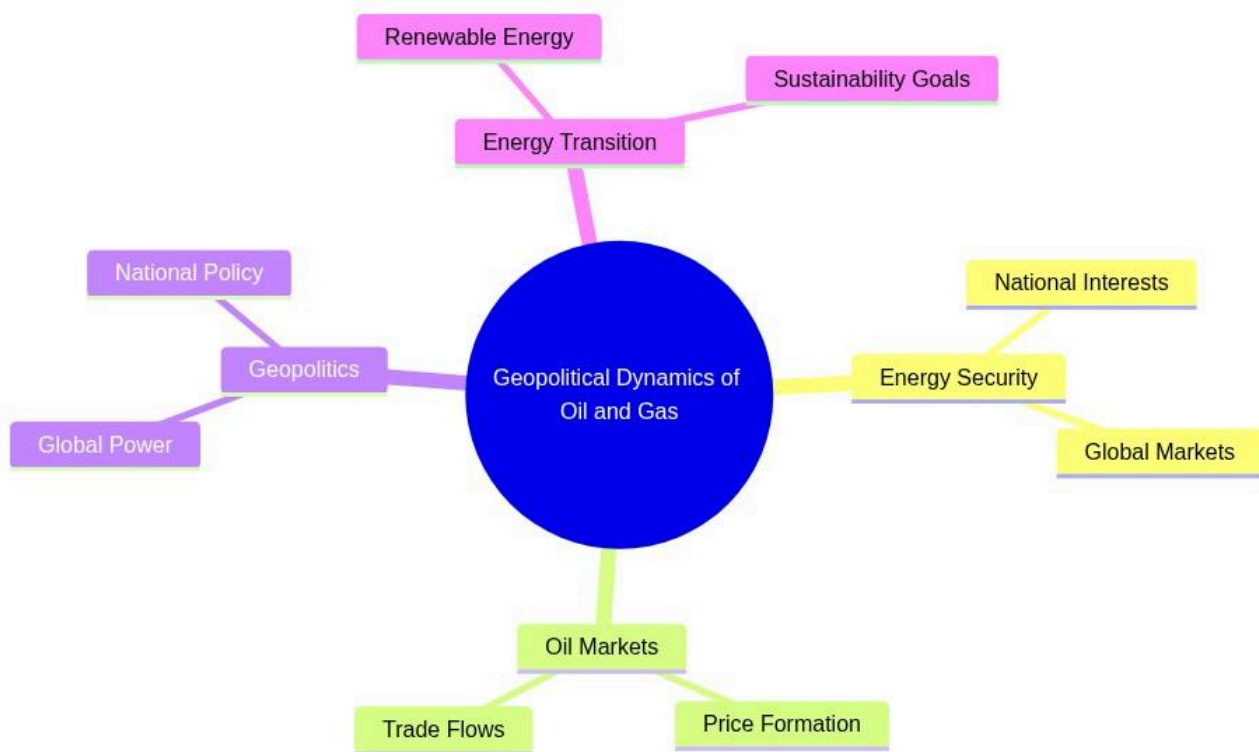 Renewable Energy
Sustainability Goals
Energy Transition
National Policy
National Interests
Geopolitics
Geopolitical Dynamics of
Oil and Gas
Energy Security
Global Power
Global Markets
Oil Markets
Trade Flows
Price Formation